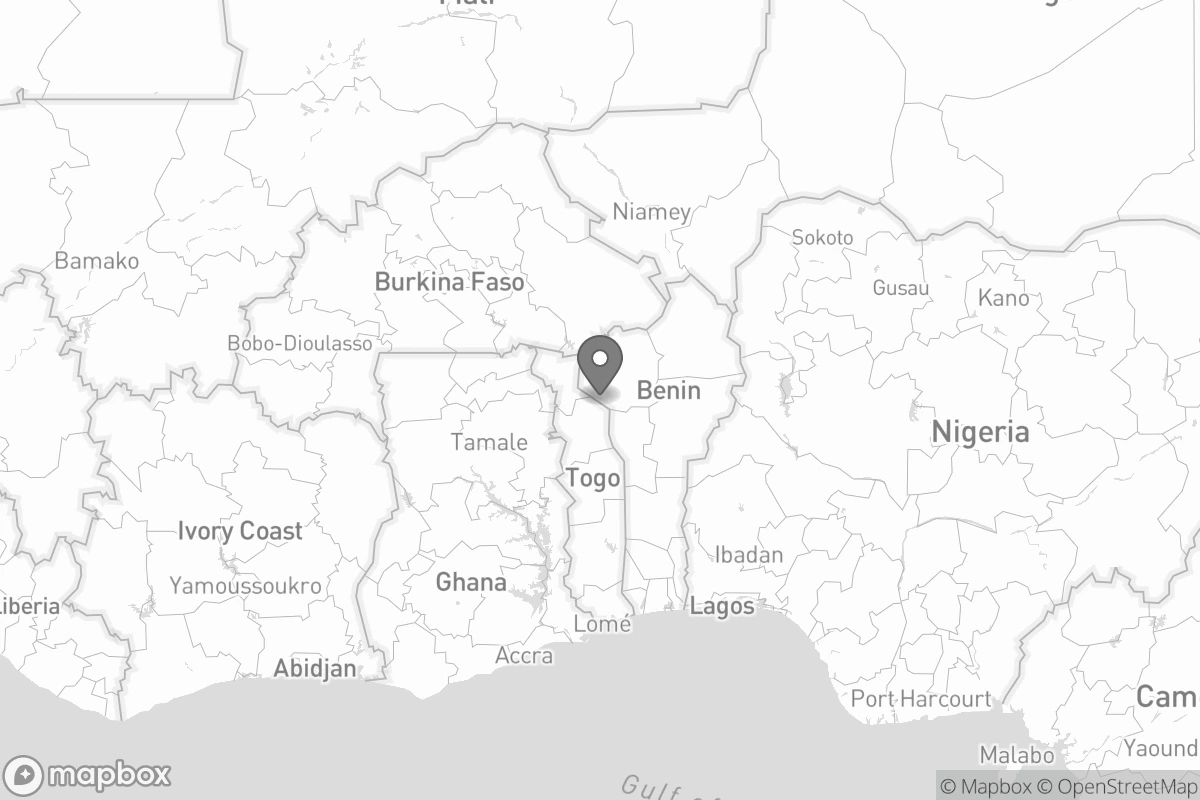 Niamey
Sokoto
Bamako
Burkina Faso
Gusau
Kano
Bobo-Dioulasso
Benin
Tamale
Nigeria
Togo
Ivory Coast
Ibadan
Ghana
Yamoussoukro
Liberia
Lagos
Lomé
Accra
Abidjan
Port Harcourt
Malabo
mapbox
© Mapbox © OpenStreetMap